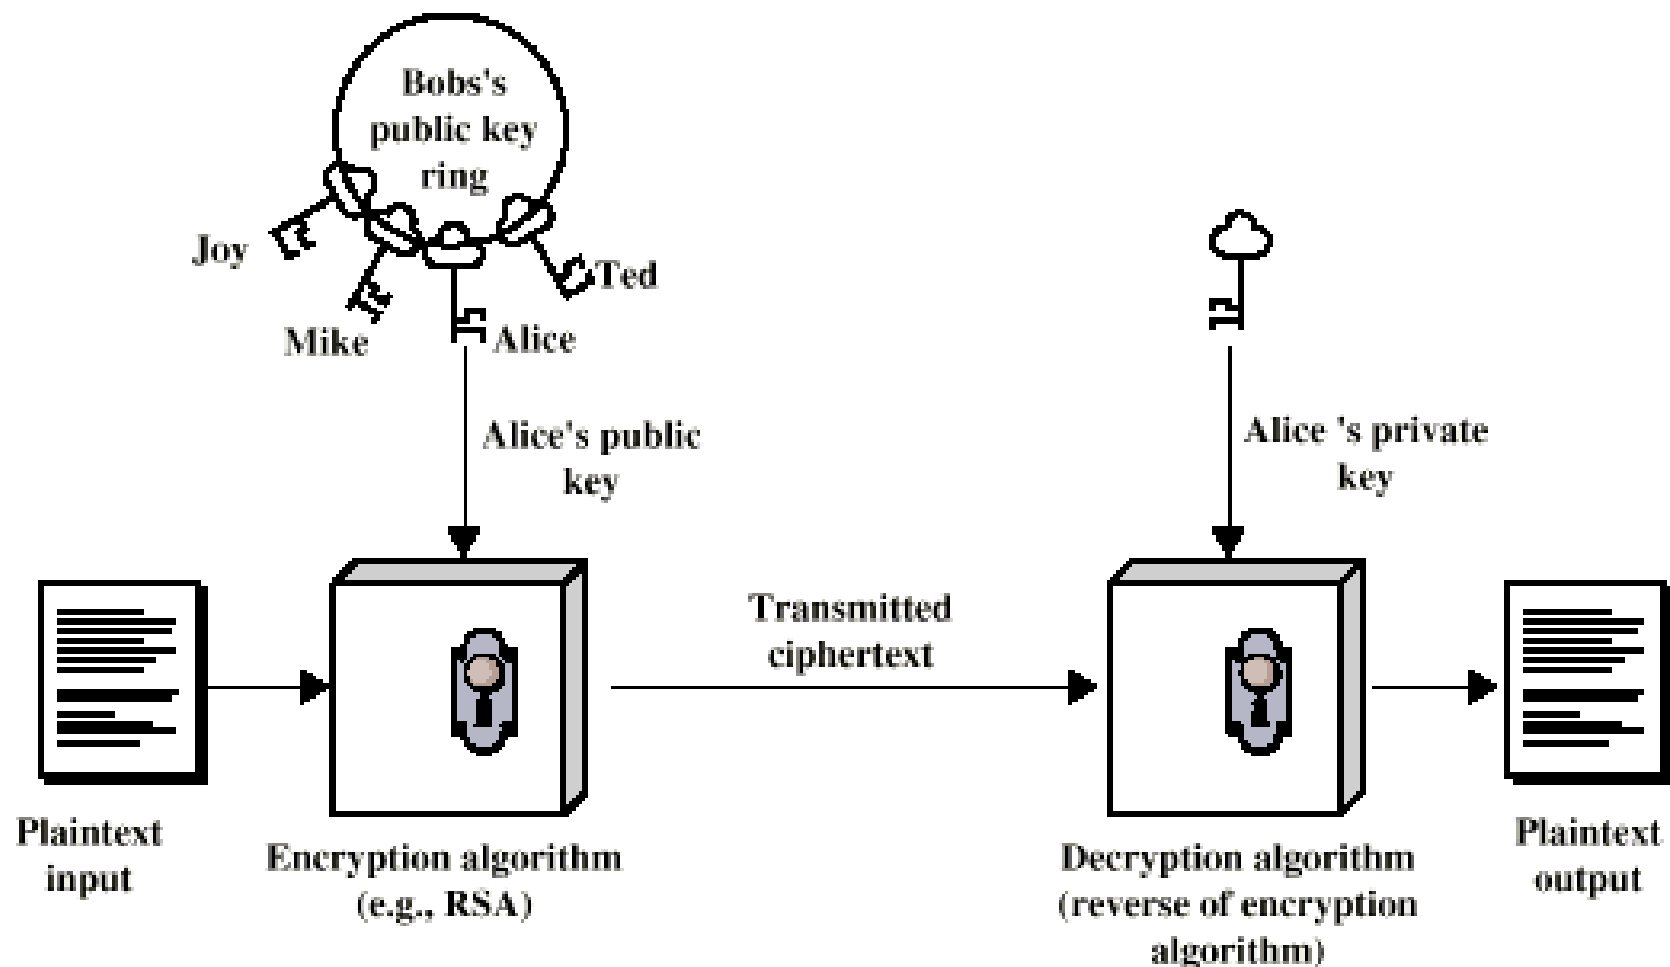 Bobs's
public key
ring
Joy
Ted
Mike
Alice
Alice's public
key
Alice 's private
key
Transmitted
ciphertext
Plaintext
input
Encryption algorithm
(e.g., RSA)
Decryption algorithm
(reverse of encryption
algorithm)
Plaintext
output